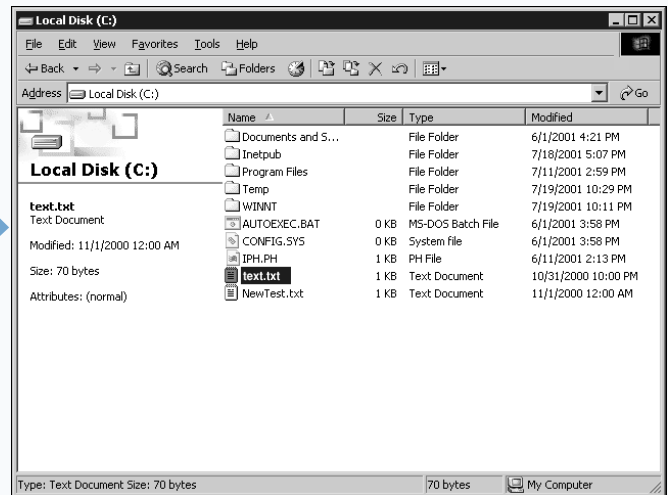 Local Disk (C:)
File Edit View Favorites Tools Help
Back Search Folders
Address Local Disk (C:) Go
Name Size Type Modified
Documents and S... File Folder 6/1/2001 4:21 PM
Inetpub File Folder 7/18/2001 5:07 PM
Program Files File Folder 7/11/2001 2:59 PM
Temp File Folder 7/19/2001 10:29 PM
WINNT File Folder 7/19/2001 10:11 PM
AUTOEXEC.BAT 0 KB MS-DOS Batch File 6/1/2001 3:58 PM
CONFIG.SYS 0 KB System file 6/1/2001 3:58 PM
IPH.PH 1 KB PH File 6/11/2001 2:13 PM
text.txt 1 KB Text Document 10/31/2000 10:00 PM
NewTest.txt 1 KB Text Document 11/1/2000 12:00 AM
Local Disk (C:)
text.txt
Text Document
Modified: 11/1/2000 12:00 AM
Size: 70 bytes
Attributes: (normal)
Type: Text Document Size: 70 bytes 70 bytes My Computer